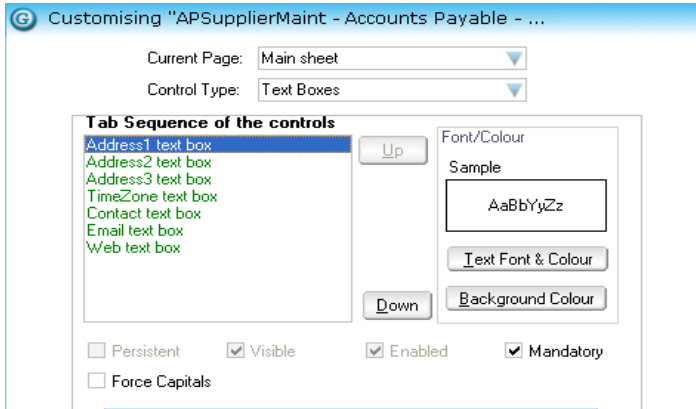 G Customising "APSupplierMaint - Accounts Payable - ...
Current Page: Main sheet
Control Type: Text Boxes
Tab Sequence of the controls
Address1 text box
Address2 text box
Address3 text box
TimeZone text box
Contact text box
Email text box
Web text box
Up
Down
Font/Colour
Sample
AaBbYyZz
Text Font & Colour
Background Colour
Persistent Visible Enabled Mandatory
Force Capitals